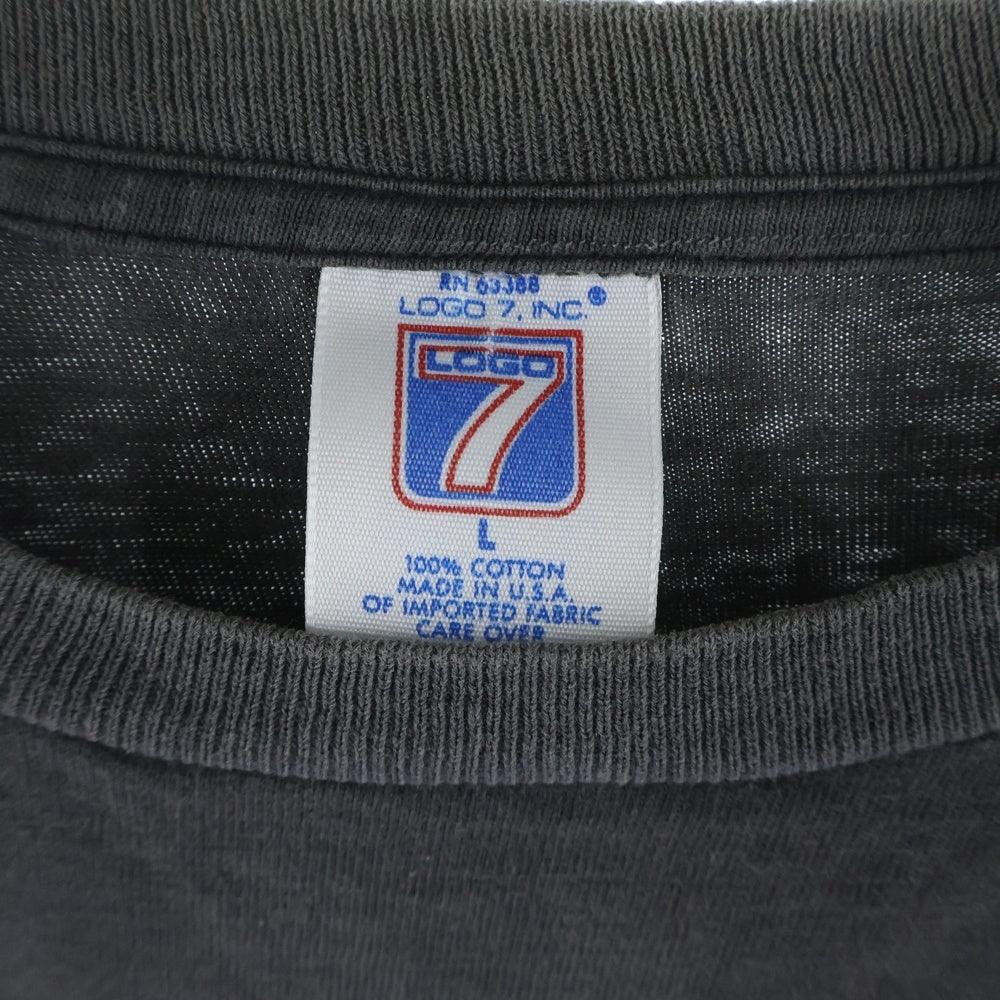 RN 63388
LOGO 7, INC.®
LOGO
7
L
100% COTTON
MADE IN U.S.A.
OF IMPORTED FABRIC
CARE OVER